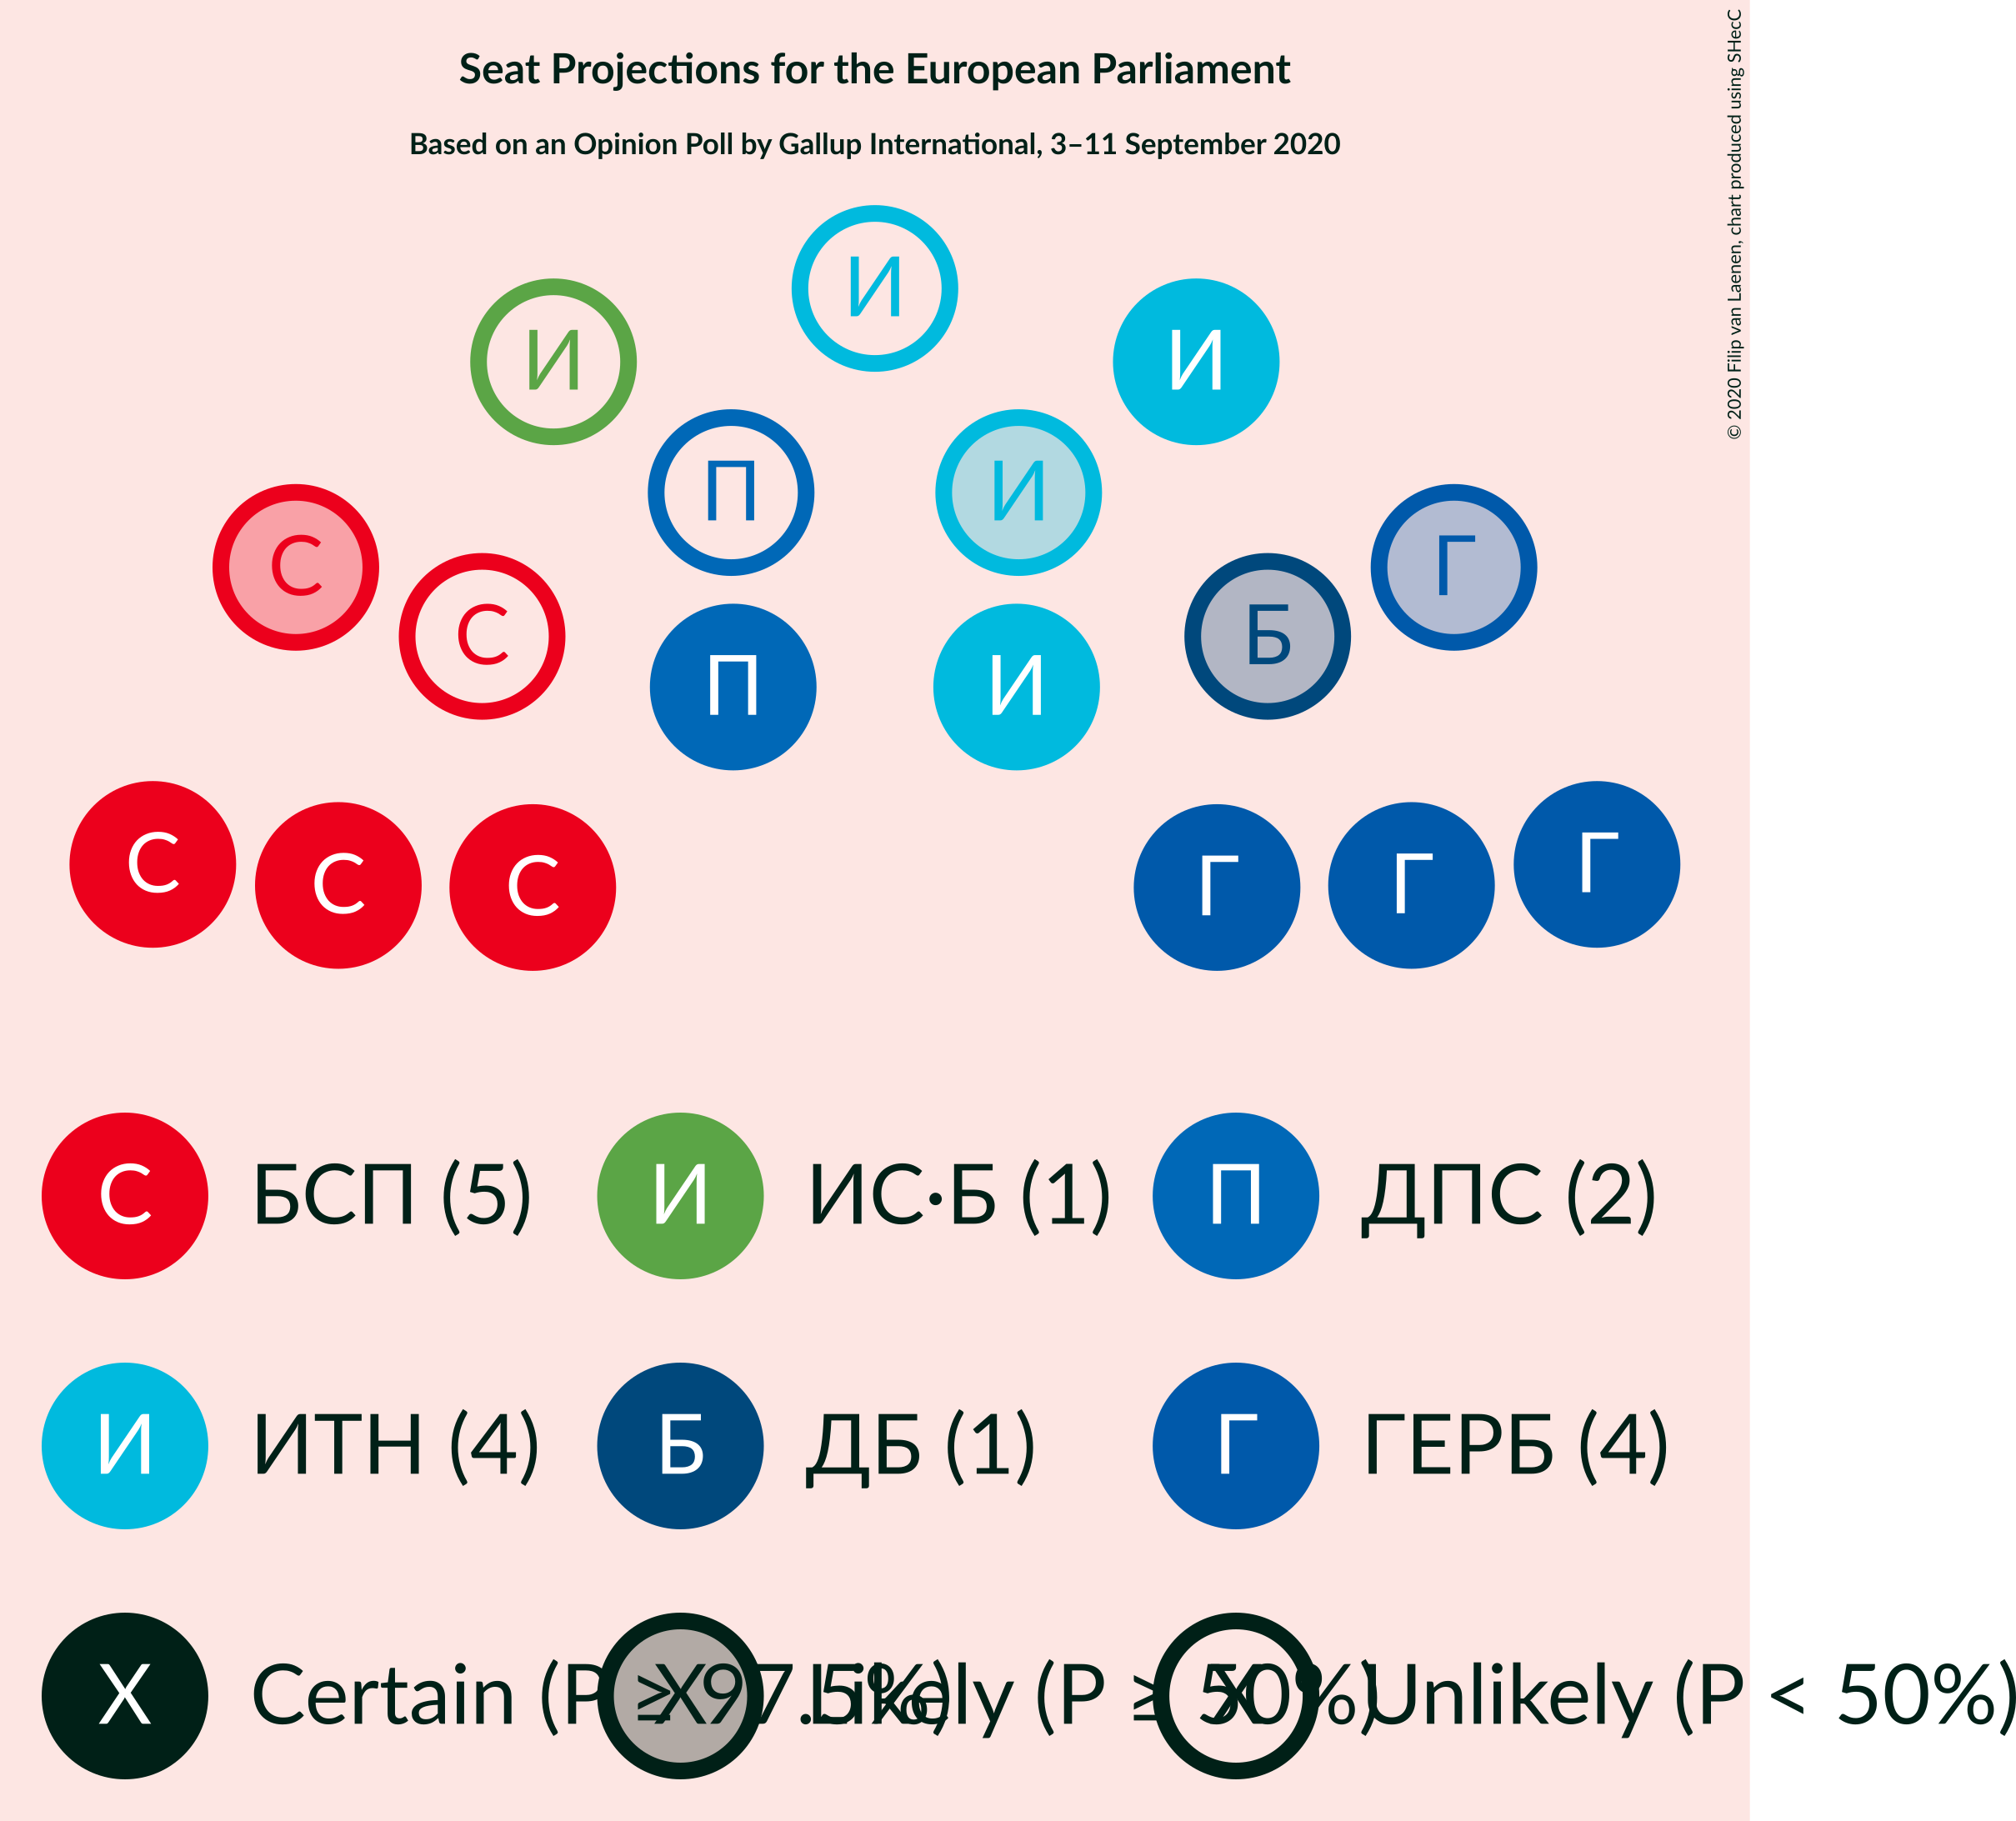 Seat Projections for the European Parliament
Based on an Opinion Poll by Gallup International, 3–11 September 2020
© 2020 Filip van Laenen, chart produced using SHecC
И
И И
П И
С Г
С Б
П И
С С С Г Г Г
С БСП (5) И ИС•Б (1) П ДПС (2)
И ИТН (4) Б ДБ (1) Г ГЕРБ (4)
X Certain (P ≥ 97.5%) X Likely (P ≥ 50%) X Unlikely (P < 50%)